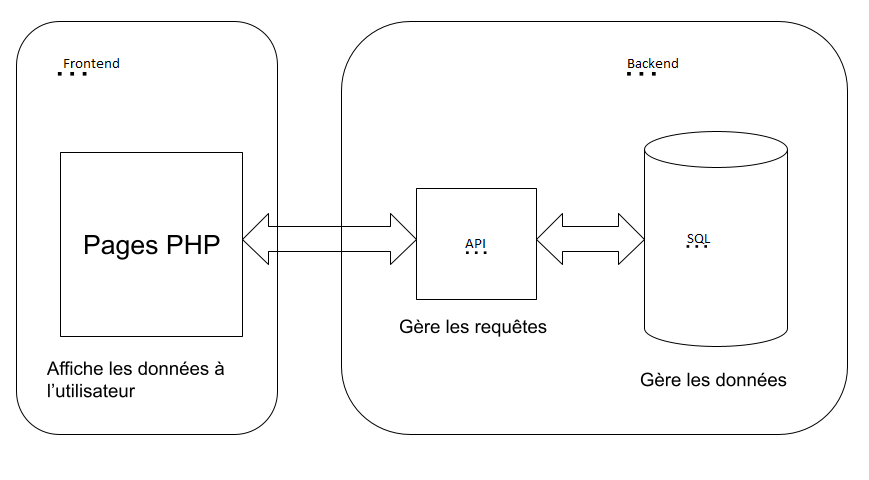 Frontend
Backend
Pages PHP
API
SQL
Gère les requêtes
Affiche les données à
l’utilisateur
Gère les données